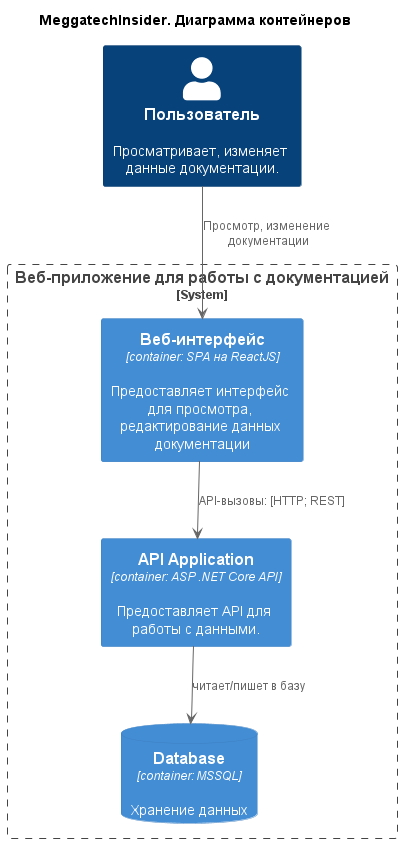 MeggatechInsider. Диаграмма контейнеров
Пользователь
Просматривает, изменяет
данные документации.
Просмотр, изменение
документации
Веб-приложение для работы с документацией
[System]
Веб-интерфейс
[container: SPA на ReactJS]
Предоставляет интерфейс
для просмотра,
редактирование данных
документации
API-вызовы: [HTTP; REST]
API Application
[container: ASP .NET Core API]
Предоставляет API для
работы с данными.
читает/пишет в базу
Database
[container: MSSQL]
Хранение данных